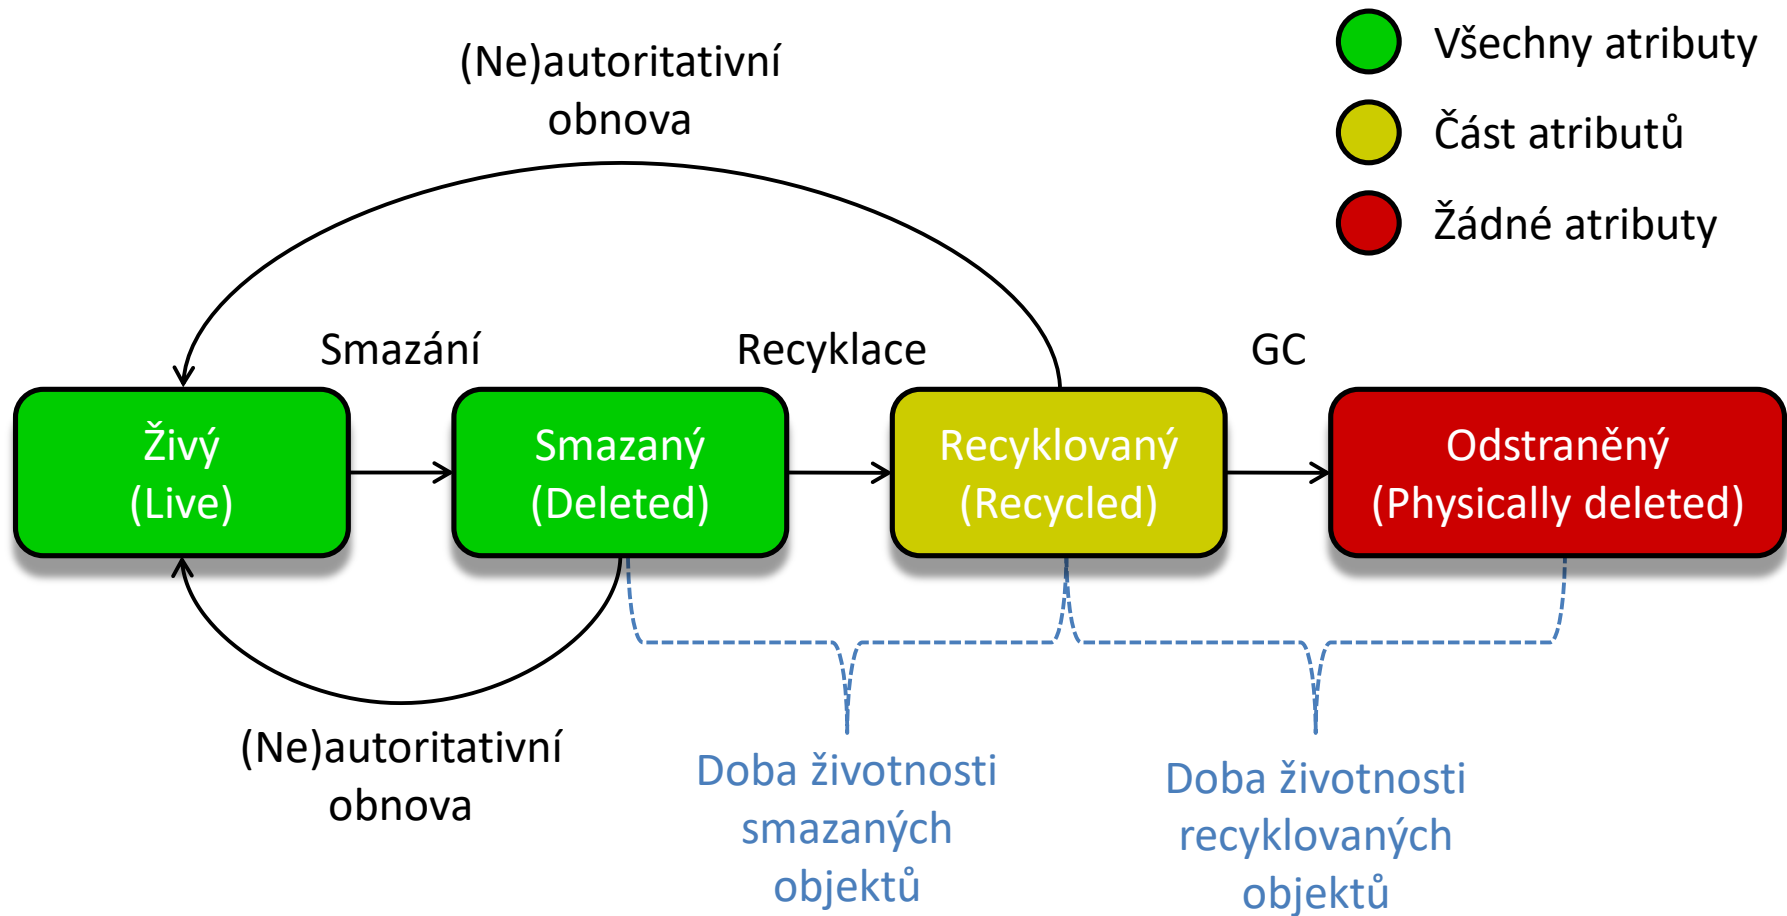 (Ne)autoritativní
obnova
Všechny atributy
Část atributů
Žádné atributy
Smazání
Recyklace
GC
Živý
(Live)
Smazaný
(Deleted)
Recyklovaný
(Recycled)
Odstraněný
(Physically deleted)
(Ne)autoritativní
obnova
Doba životnosti
smazaných
objektů
Doba životnosti
recyklovaných
objektů